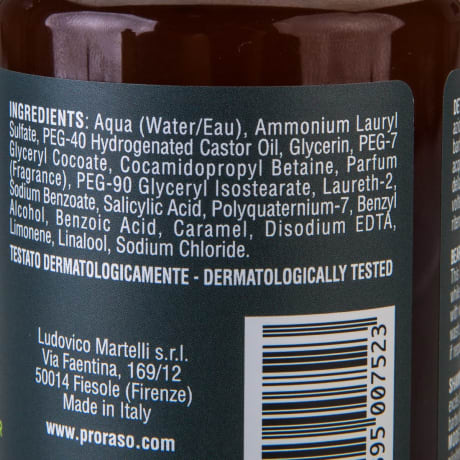 INGREDIENTS: Aqua (Water/Eau), Ammonium Lauryl
Sulfate, PEG-40 Hydrogenated Castor Oil, Glycerin, PEG-7
Glyceryl Cocoate, Cocamidopropyl Betaine, Parfum
(Fragrance), PEG-90 Glyceryl Isostearate, Laureth-2,
Sodium Benzoate, Salicylic Acid, Polyquaternium-7, Benzyl
Alcohol, Benzoic Acid, Caramel, Disodium EDTA,
Limonene, Linalool, Sodium Chloride.
TESTATO DERMATOLOGICAMENTE - DERMATOLOGICALLY TESTED
Ludovico Martelli s.r.l.
Via Faentina, 169/12
50014 Fiesole (Firenze)
Made in Italy
www.proraso.com
95 007523